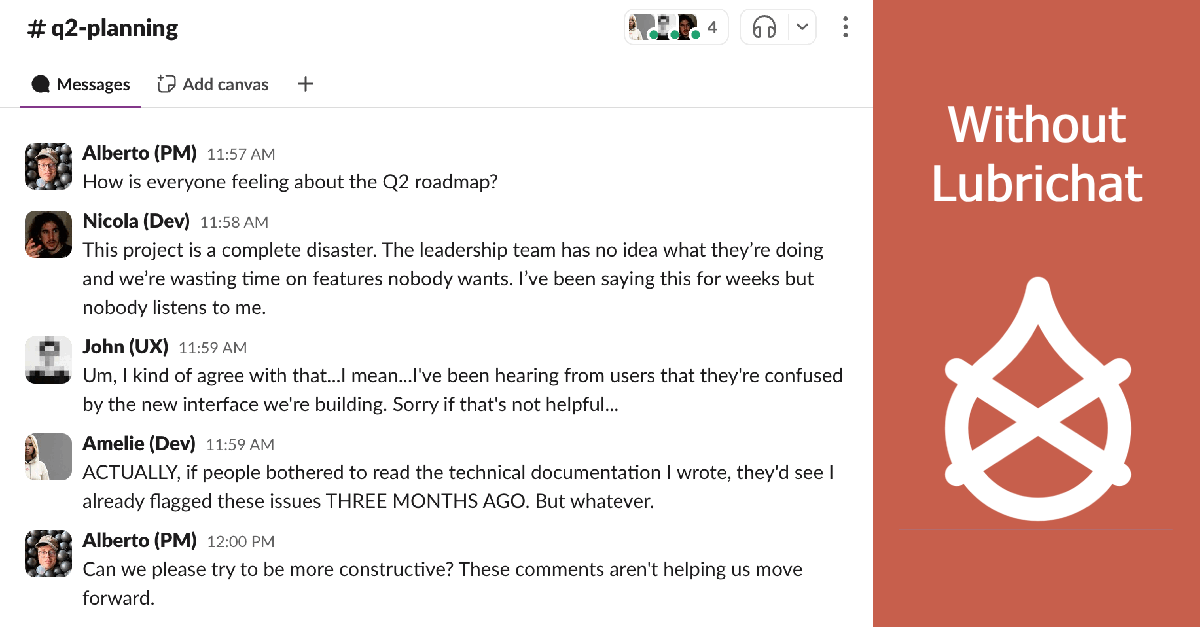 # q2-planning
4
Messages
Add canvas
Alberto (PM) 11:57 AM
How is everyone feeling about the Q2 roadmap?
Nicola (Dev) 11:58 AM
This project is a complete disaster. The leadership team has no idea what they’re doing
and we’re wasting time on features nobody wants. I’ve been saying this for weeks but
nobody listens to me.
John (UX) 11:59 AM
Um, I kind of agree with that...I mean...I've been hearing from users that they're confused
by the new interface we're building. Sorry if that's not helpful...
Amelie (Dev) 11:59 AM
ACTUALLY, if people bothered to read the technical documentation I wrote, they'd see I
already flagged these issues THREE MONTHS AGO. But whatever.
Alberto (PM) 12:00 PM
Can we please try to be more constructive? These comments aren't helping us move
forward.
Without
Lubrichat